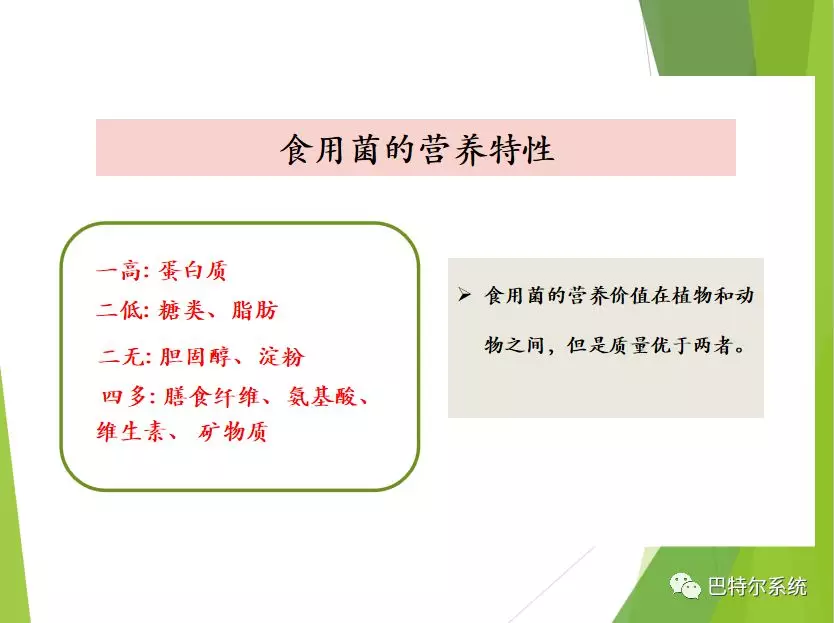 食用菌的营养特性
一高: 蛋白质
二低: 糖类、脂肪
二无: 胆固醇、淀粉
四多: 膳食纤维、氨基酸、
维生素、 矿物质
➢ 食用菌的营养价值在植物和动
物之间，但是质量优于两者。
巴特尔系统